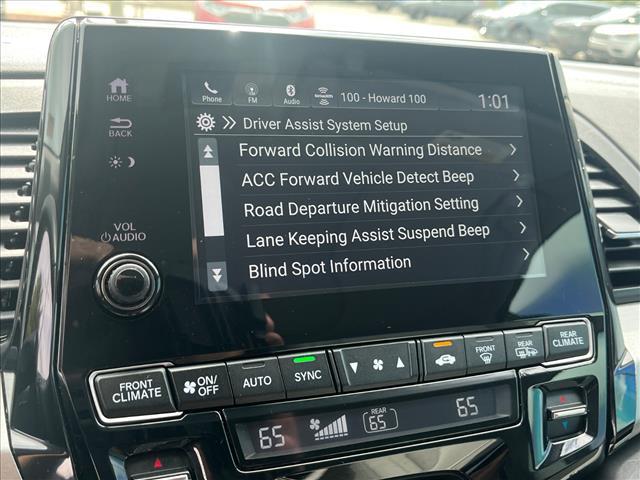 HOME
BACK
VOL
AUDIO
Phone
FM
Audio
SiriusXM
100 - Howard 100
1:01
Driver Assist System Setup
Forward Collision Warning Distance
ACC Forward Vehicle Detect Beep
Road Departure Mitigation Setting
Lane Keeping Assist Suspend Beep
Blind Spot Information
FRONT CLIMATE
ON/OFF
AUTO
SYNC
FRONT
REAR
REAR CLIMATE
65
REAR
65
65